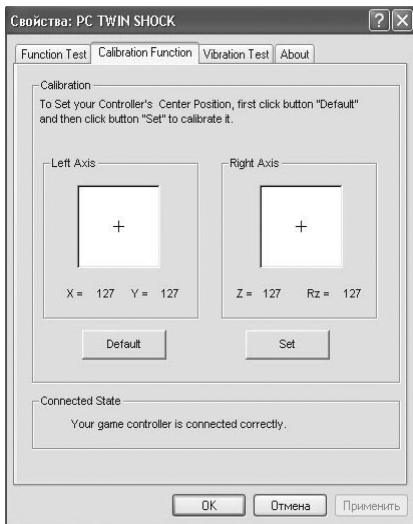 Свойства: PC TWIN SHOCK
Function Test Calibration Function Vibration Test About
Calibration
To Set your Controller's Center Position, first click button "Default"
and then click button "Set" to calibrate it.
Left Axis Right Axis
X = 127 Y = 127 Z = 127 Rz = 127
Default Set
Connected State
Your game controller is connected correctly.
OK Отмена Применить